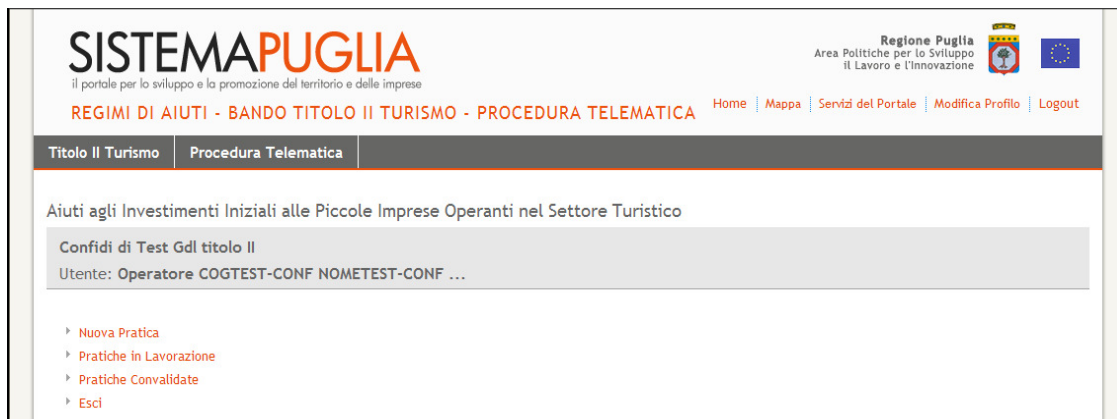 SISTEMAPUGLIA
il portale per lo sviluppo e la promozione del territorio e delle imprese
Regione Puglia
Area Politiche per lo Sviluppo
il Lavoro e l'Innovazione
REGIMI DI AIUTI - BANDO TITOLO II TURISMO - PROCEDURA TELEMATICA
Home Mappa Servizi del Portale Modifica Profilo Logout
Titolo II Turismo Procedura Telematica
Aiuti agli Investimenti Iniziali alle Piccole Imprese Operanti nel Settore Turistico
Confidi di Test Gdl titolo II
Utente: Operatore COGTEST-CONF NOMETEST-CONF ...
Nuova Pratica
Pratiche in Lavorazione
Pratiche Convalidate
Esci